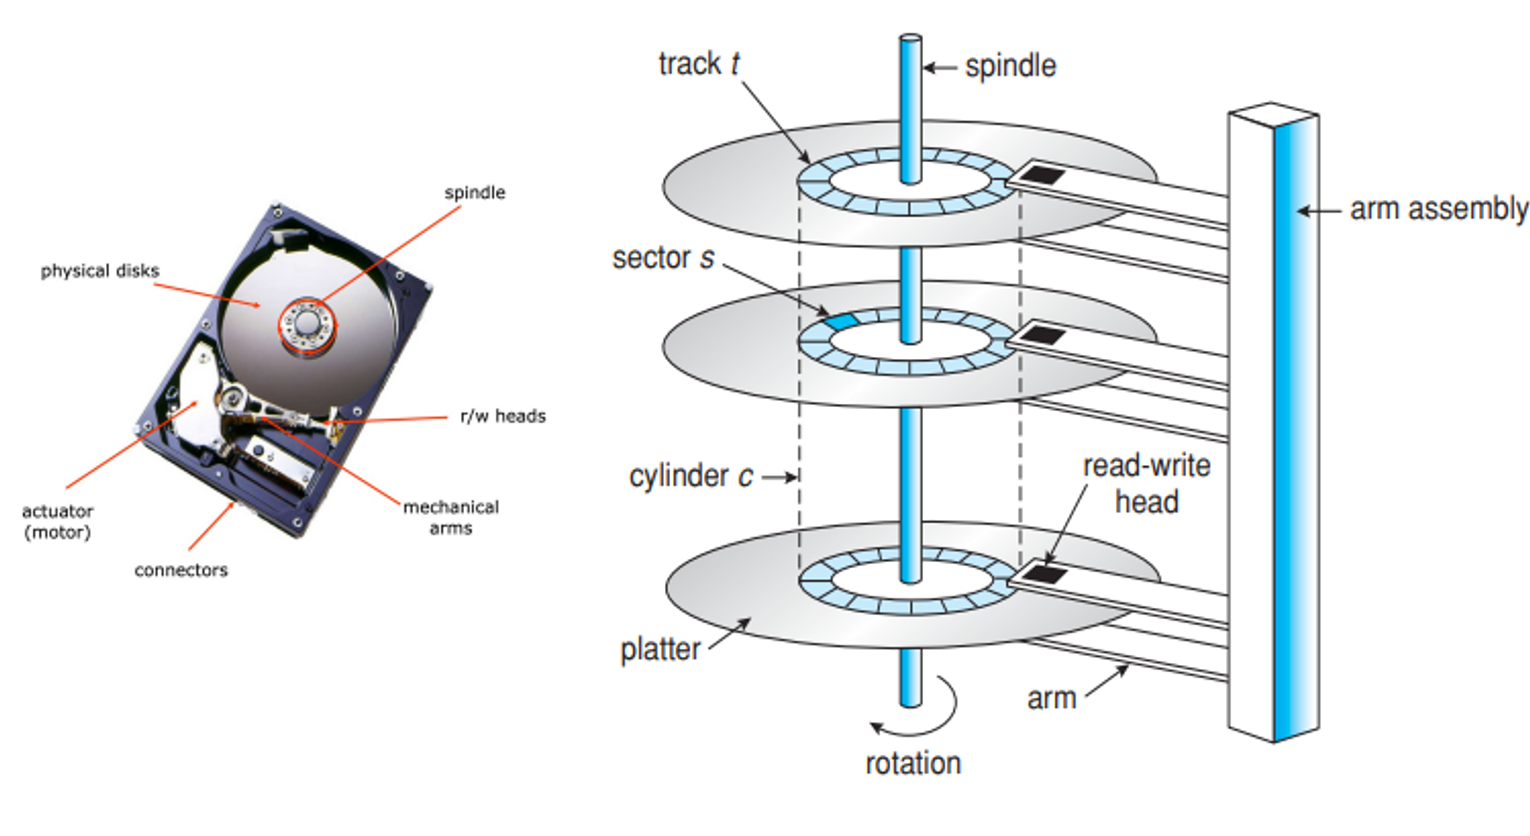 spindle
physical disks
r/w heads
actuator
(motor)
mechanical
arms
connectors
track t
spindle
arm assembly
sector s
cylinder c
read-write
head
platter
arm
rotation